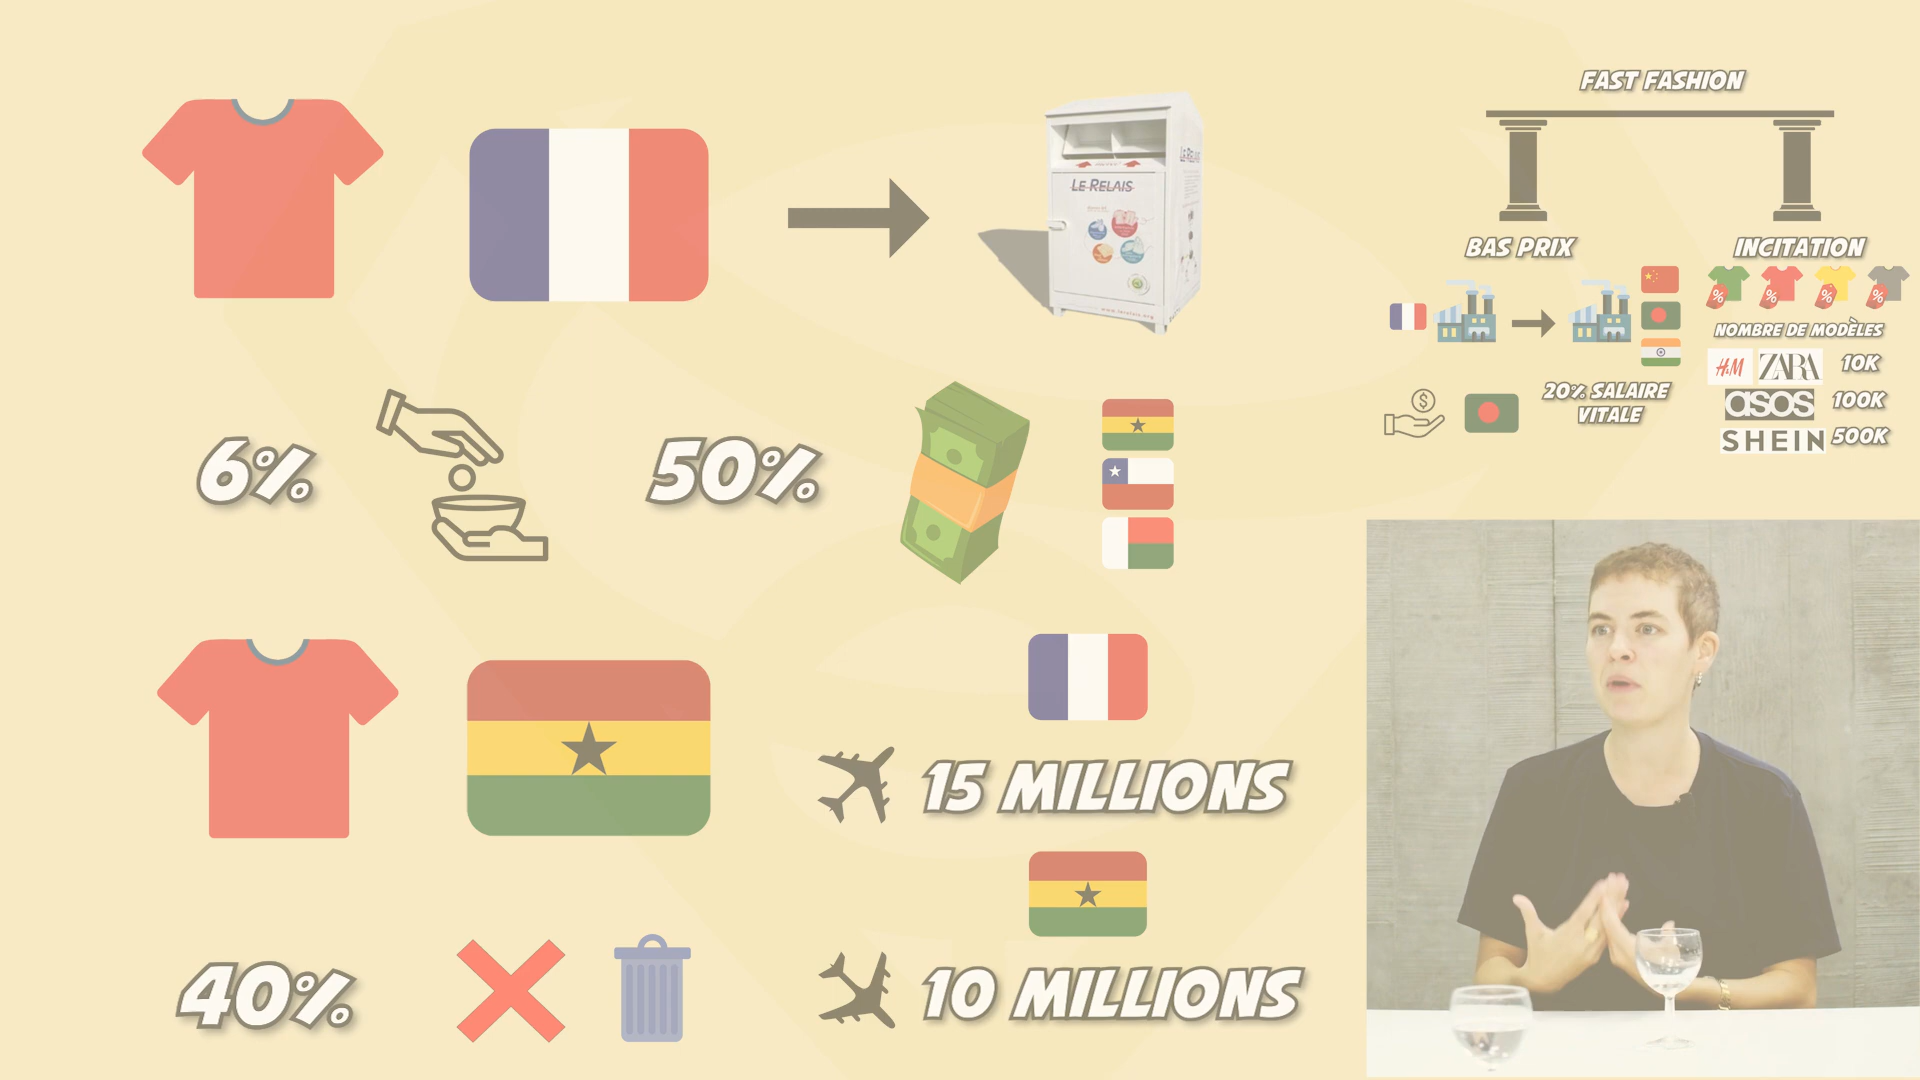 FAST FASHION
LE RELAIS
BAS PRIX
INCITATION
% % % %
NOMBRE DE MODÈLES
H&M ZARA 10K
20% SALAIRE
VITALE
asos 100K
SHEIN 500K
6%
50%
15 MILLIONS
40%
10 MILLIONS